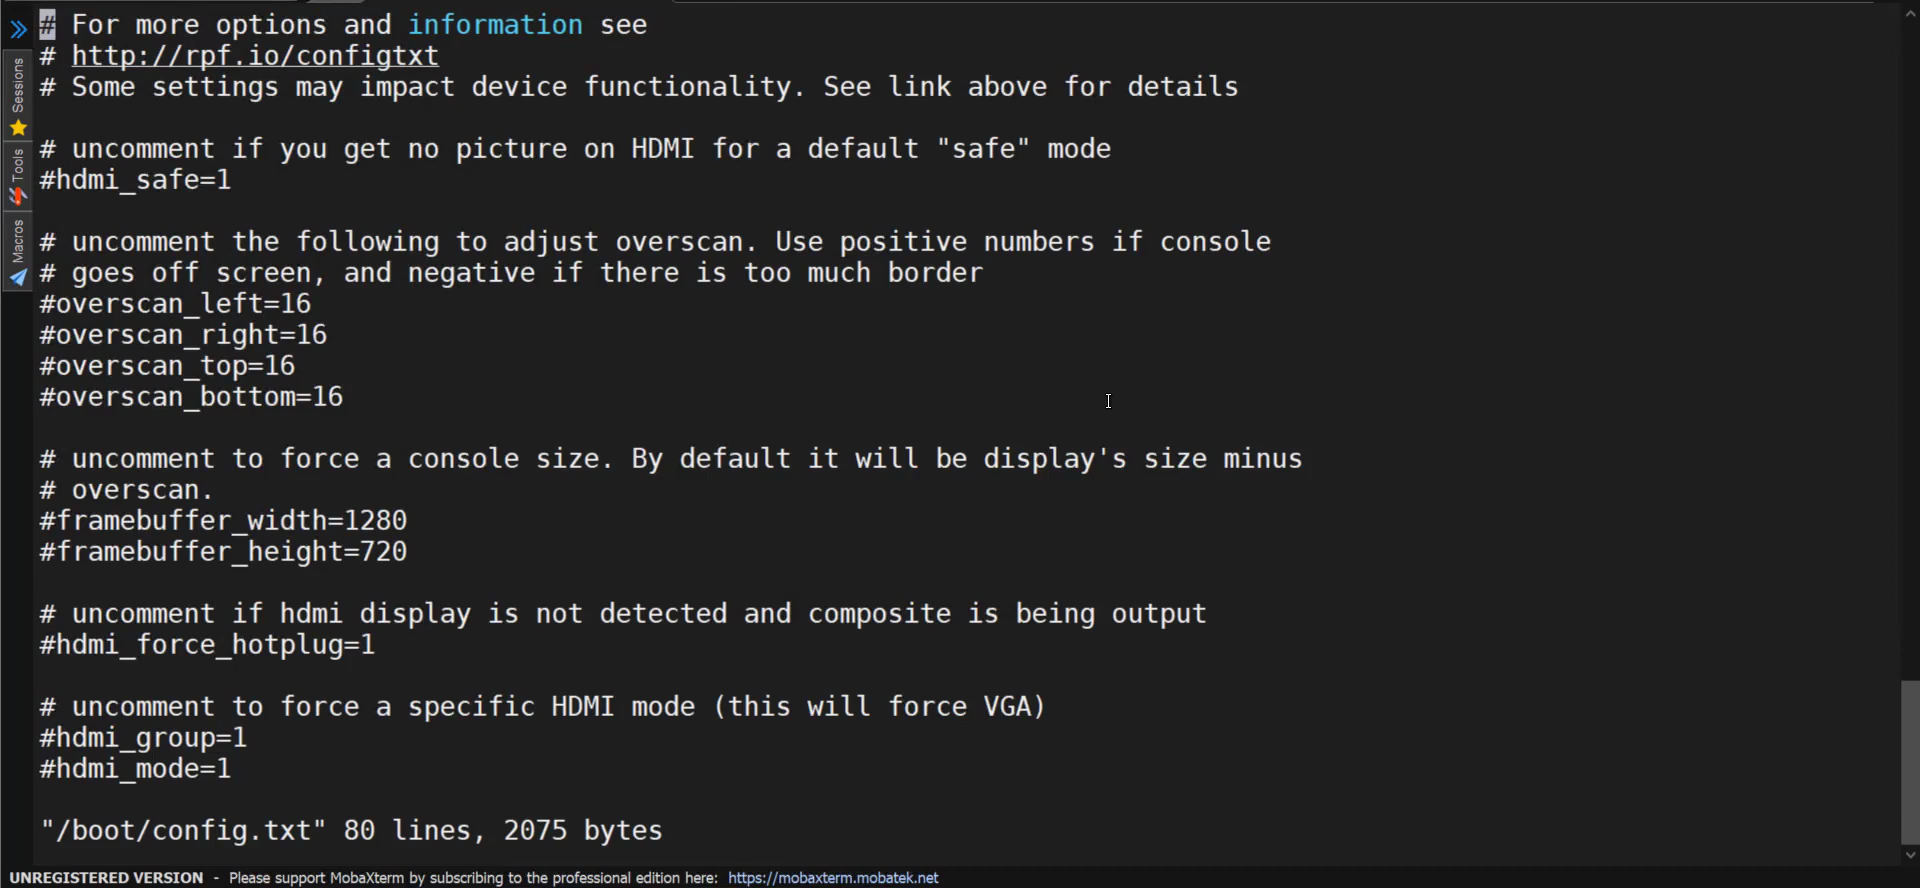 # For more options and information see
# http://rpf.io/configtxt
# Some settings may impact device functionality. See link above for details
# uncomment if you get no picture on HDMI for a default "safe" mode
#hdmi_safe=1
# uncomment the following to adjust overscan. Use positive numbers if console
# goes off screen, and negative if there is too much border
#overscan_left=16
#overscan_right=16
#overscan_top=16
#overscan_bottom=16
# uncomment to force a console size. By default it will be display's size minus
# overscan.
#framebuffer_width=1280
#framebuffer_height=720
# uncomment if hdmi display is not detected and composite is being output
#hdmi_force_hotplug=1
# uncomment to force a specific HDMI mode (this will force VGA)
#hdmi_group=1
#hdmi_mode=1
"/boot/config.txt" 80 lines, 2075 bytes
Sessions
Tools
Macros
UNREGISTERED VERSION - Please support MobaXterm by subscribing to the professional edition here: https://mobaxterm.mobatek.net